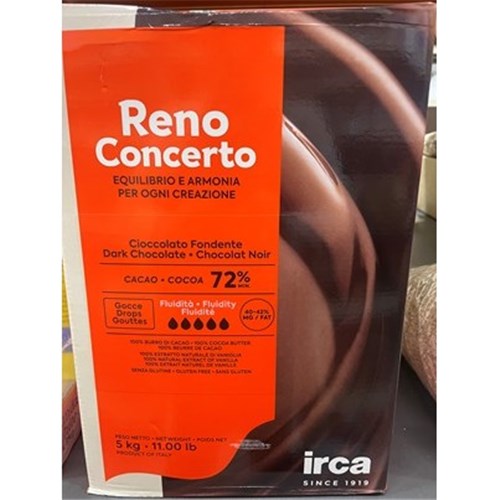 Reno
Concerto
EQUILIBRIO E ARMONIA
PER OGNI CREAZIONE
Cioccolato Fondente
Dark Chocolate • Chocolat Noir
CACAO • COCOA 72% MIN.
Gocce
Drops
Gouttes
Fluidità • Fluidity
Fluidité
40-42%
MG / FAT
100% BURRO DI CACAO • 100% COCOA BUTTER
100% BEURRE DE CACAO
100% ESTRATTO NATURALE DI VANIGLIA
100% NATURAL EXTRACT OF VANILLA
100% EXTRAIT NATUREL DE VANILLE
SENZA GLUTINE • GLUTEN FREE • SANS GLUTEN
PESO NETTO • NET WEIGHT • POIDS NET
5 kg • 11.00 lb
PRODUCT OF ITALY
irca
SINCE 1919